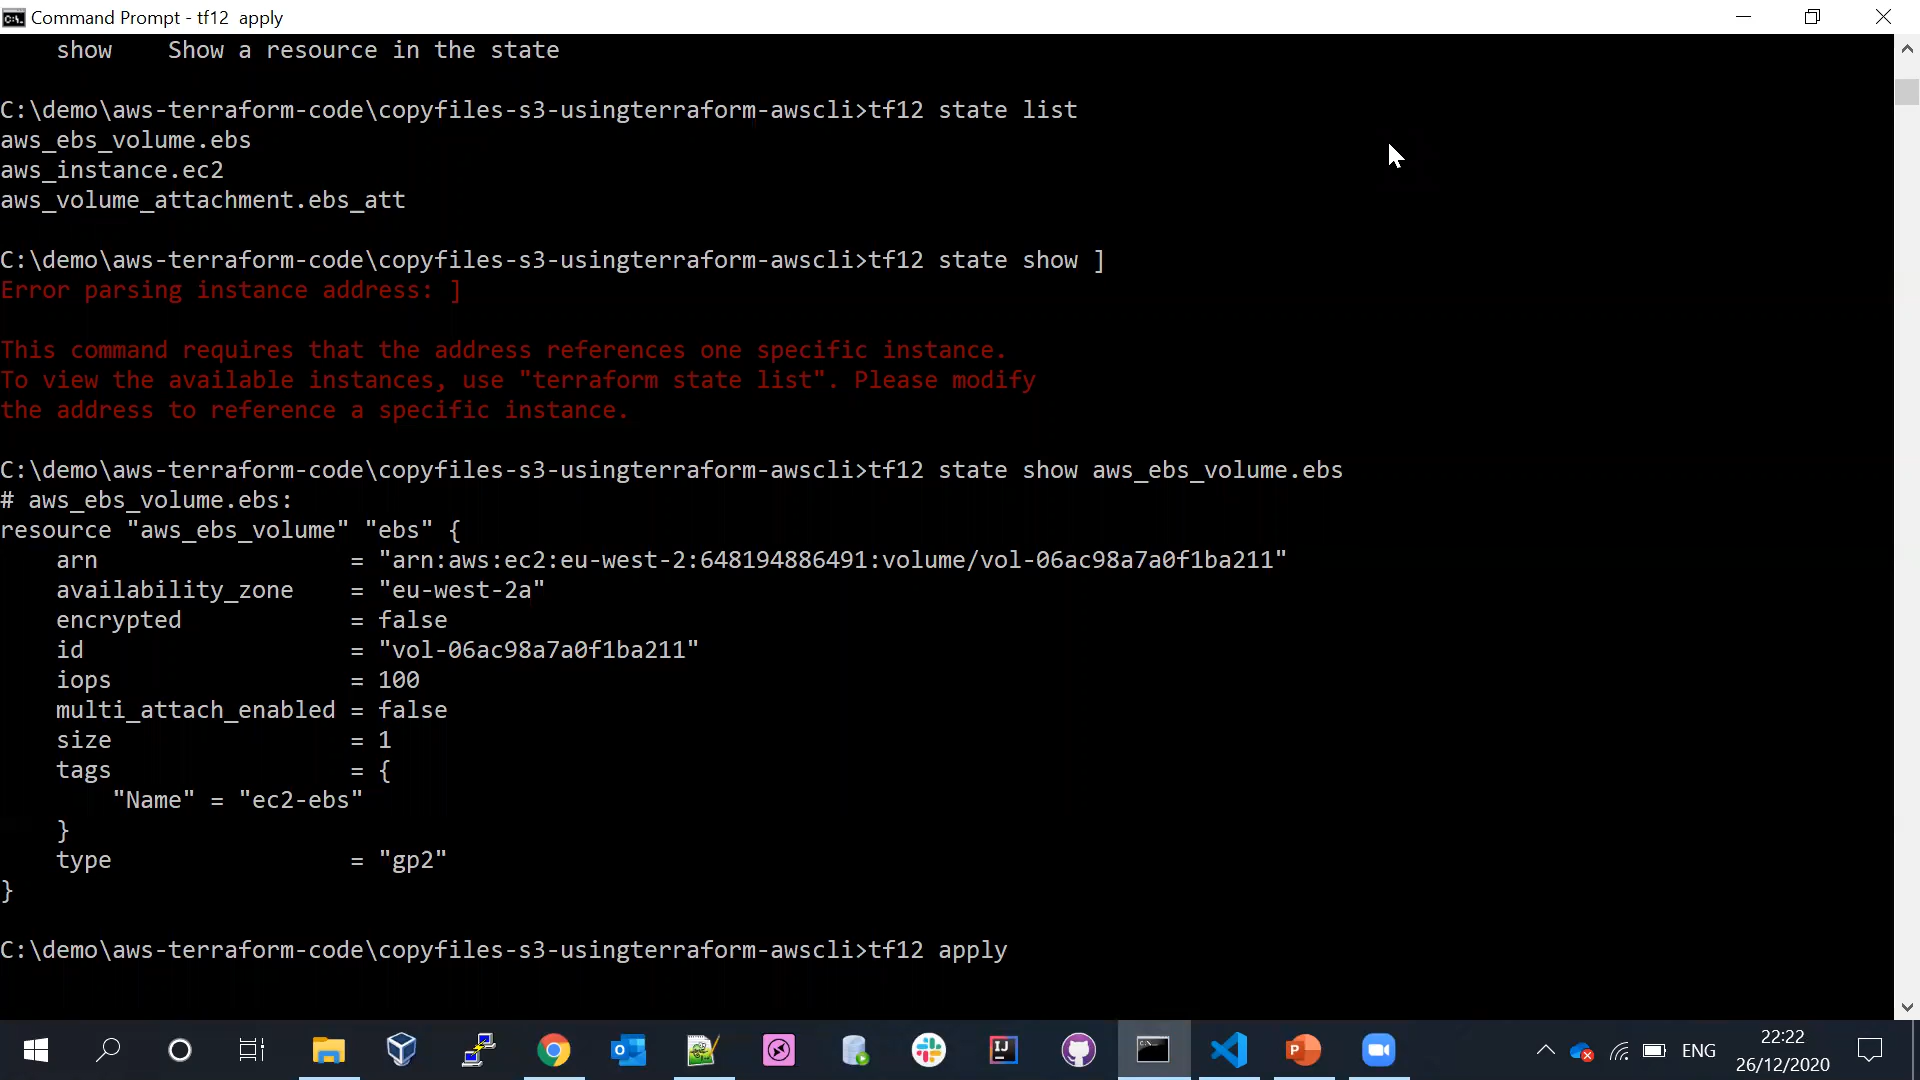 Command Prompt - tf12  apply
show    Show a resource in the state
C:\demo\aws-terraform-code\copyfiles-s3-usingterraform-awscli>tf12 state list
aws_ebs_volume.ebs
aws_instance.ec2
aws_volume_attachment.ebs_att
C:\demo\aws-terraform-code\copyfiles-s3-usingterraform-awscli>tf12 state show ]
Error parsing instance address: ]
This command requires that the address references one specific instance.
To view the available instances, use "terraform state list". Please modify
the address to reference a specific instance.
C:\demo\aws-terraform-code\copyfiles-s3-usingterraform-awscli>tf12 state show aws_ebs_volume.ebs
# aws_ebs_volume.ebs:
resource "aws_ebs_volume" "ebs" {
    arn                  = "arn:aws:ec2:eu-west-2:648194886491:volume/vol-06ac98a7a0f1ba211"
    availability_zone    = "eu-west-2a"
    encrypted            = false
    id                   = "vol-06ac98a7a0f1ba211"
    iops                 = 100
    multi_attach_enabled = false
    size                 = 1
    tags                 = {
        "Name" = "ec2-ebs"
    }
    type                 = "gp2"
}
C:\demo\aws-terraform-code\copyfiles-s3-usingterraform-awscli>tf12 apply
ENG
22:22
26/12/2020